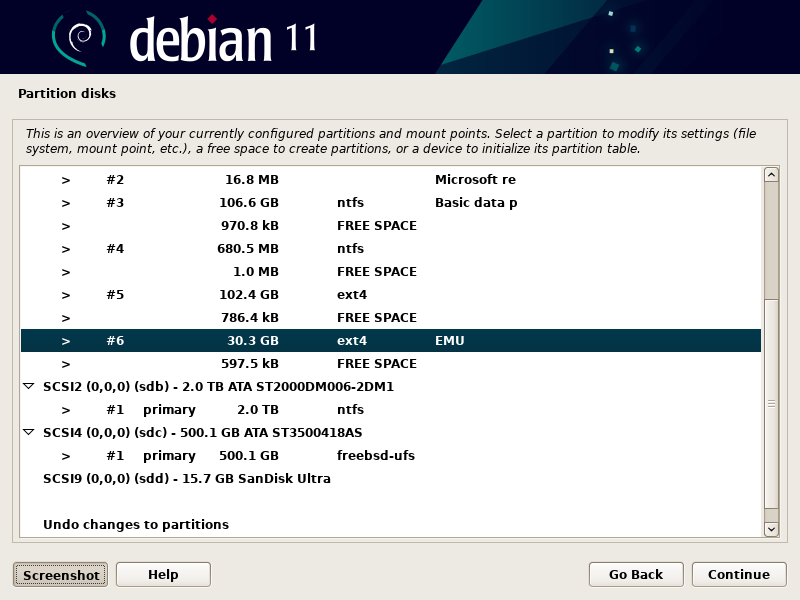 debian 11
Partition disks
This is an overview of your currently configured partitions and mount points. Select a partition to modify its settings (file
system, mount point, etc.), a free space to create partitions, or a device to initialize its partition table.
> #2 16.8 MB Microsoft re
> #3 106.6 GB ntfs Basic data p
> 970.8 kB FREE SPACE
> #4 680.5 MB ntfs
> 1.0 MB FREE SPACE
> #5 102.4 GB ext4
> 786.4 kB FREE SPACE
> #6 30.3 GB ext4 EMU
> 597.5 kB FREE SPACE
SCSI2 (0,0,0) (sdb) - 2.0 TB ATA ST2000DM006-2DM1
> #1 primary 2.0 TB ntfs
SCSI4 (0,0,0) (sdc) - 500.1 GB ATA ST3500418AS
> #1 primary 500.1 GB freebsd-ufs
SCSI9 (0,0,0) (sdd) - 15.7 GB SanDisk Ultra
Undo changes to partitions
Screenshot Help Go Back Continue